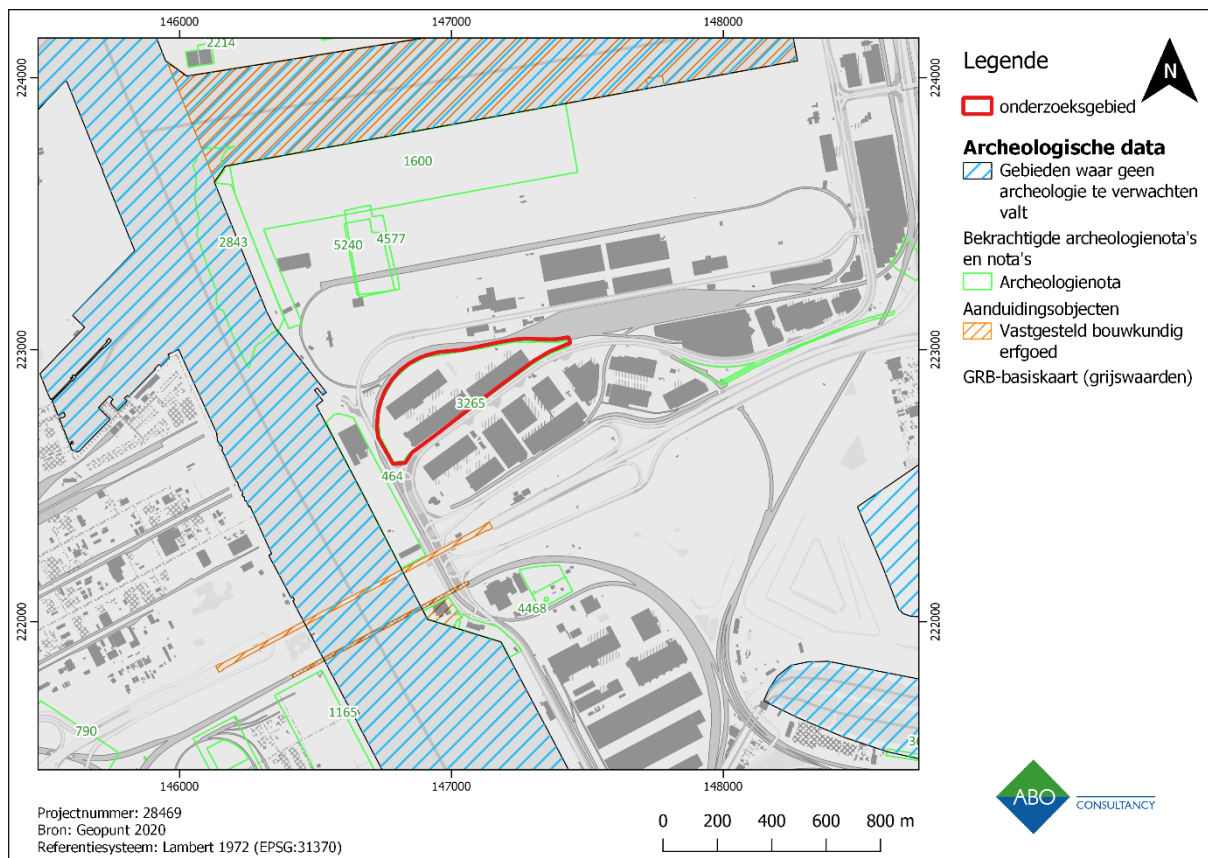 146000
147000
148000
224000
223000
222000
2214
1600
2843
5240
4577
3265
464
4468
1165
790
224000
223000
222000
146000
147000
148000
Legende
N
onderzoeksgebied
Archeologische data
Gebieden waar geen
archeologie te verwachten
valt
Bekrachtigde archeologienota's
en nota's
Archeologienota
Aanduidingsobjecten
Vastgesteld bouwkundig
erfgoed
GRB-basiskaart (grijswaarden)
Projectnummer: 28469
Bron: Geopunt 2020
Referentiesysteem: Lambert 1972 (EPSG:31370)
0 200 400 600 800 m
ABO
CONSULTANCY